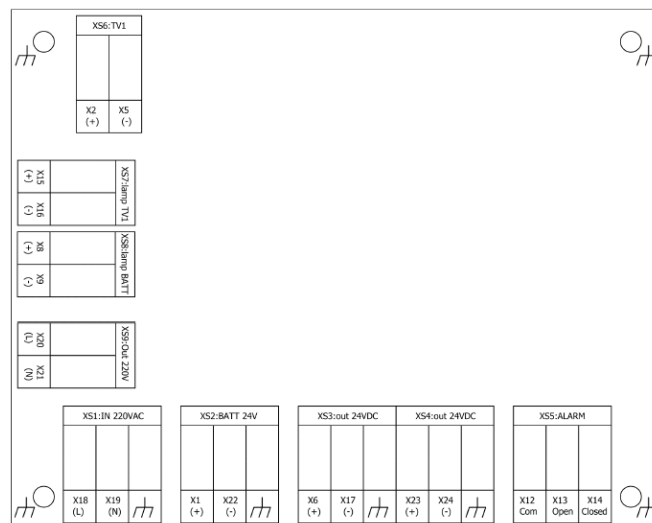 XS6:TV1
X2 X5
(+) (-)
XS7:lamp TV1
X15
(+)
X16
(-)
XS8:lamp BATT
X8
(+)
X9
(-)
XS9:Out 220V
X20
(L)
X21
(N)
XS1:IN 220VAC
X18 X19
(L) (N)
XS2:BATT 24V
X1 X22
(+) (-)
XS3:out 24VDC
X6 X17
(+) (-)
XS4:out 24VDC
X23 X24
(+) (-)
XS5:ALARM
X12 X13 X14
Com Open Closed